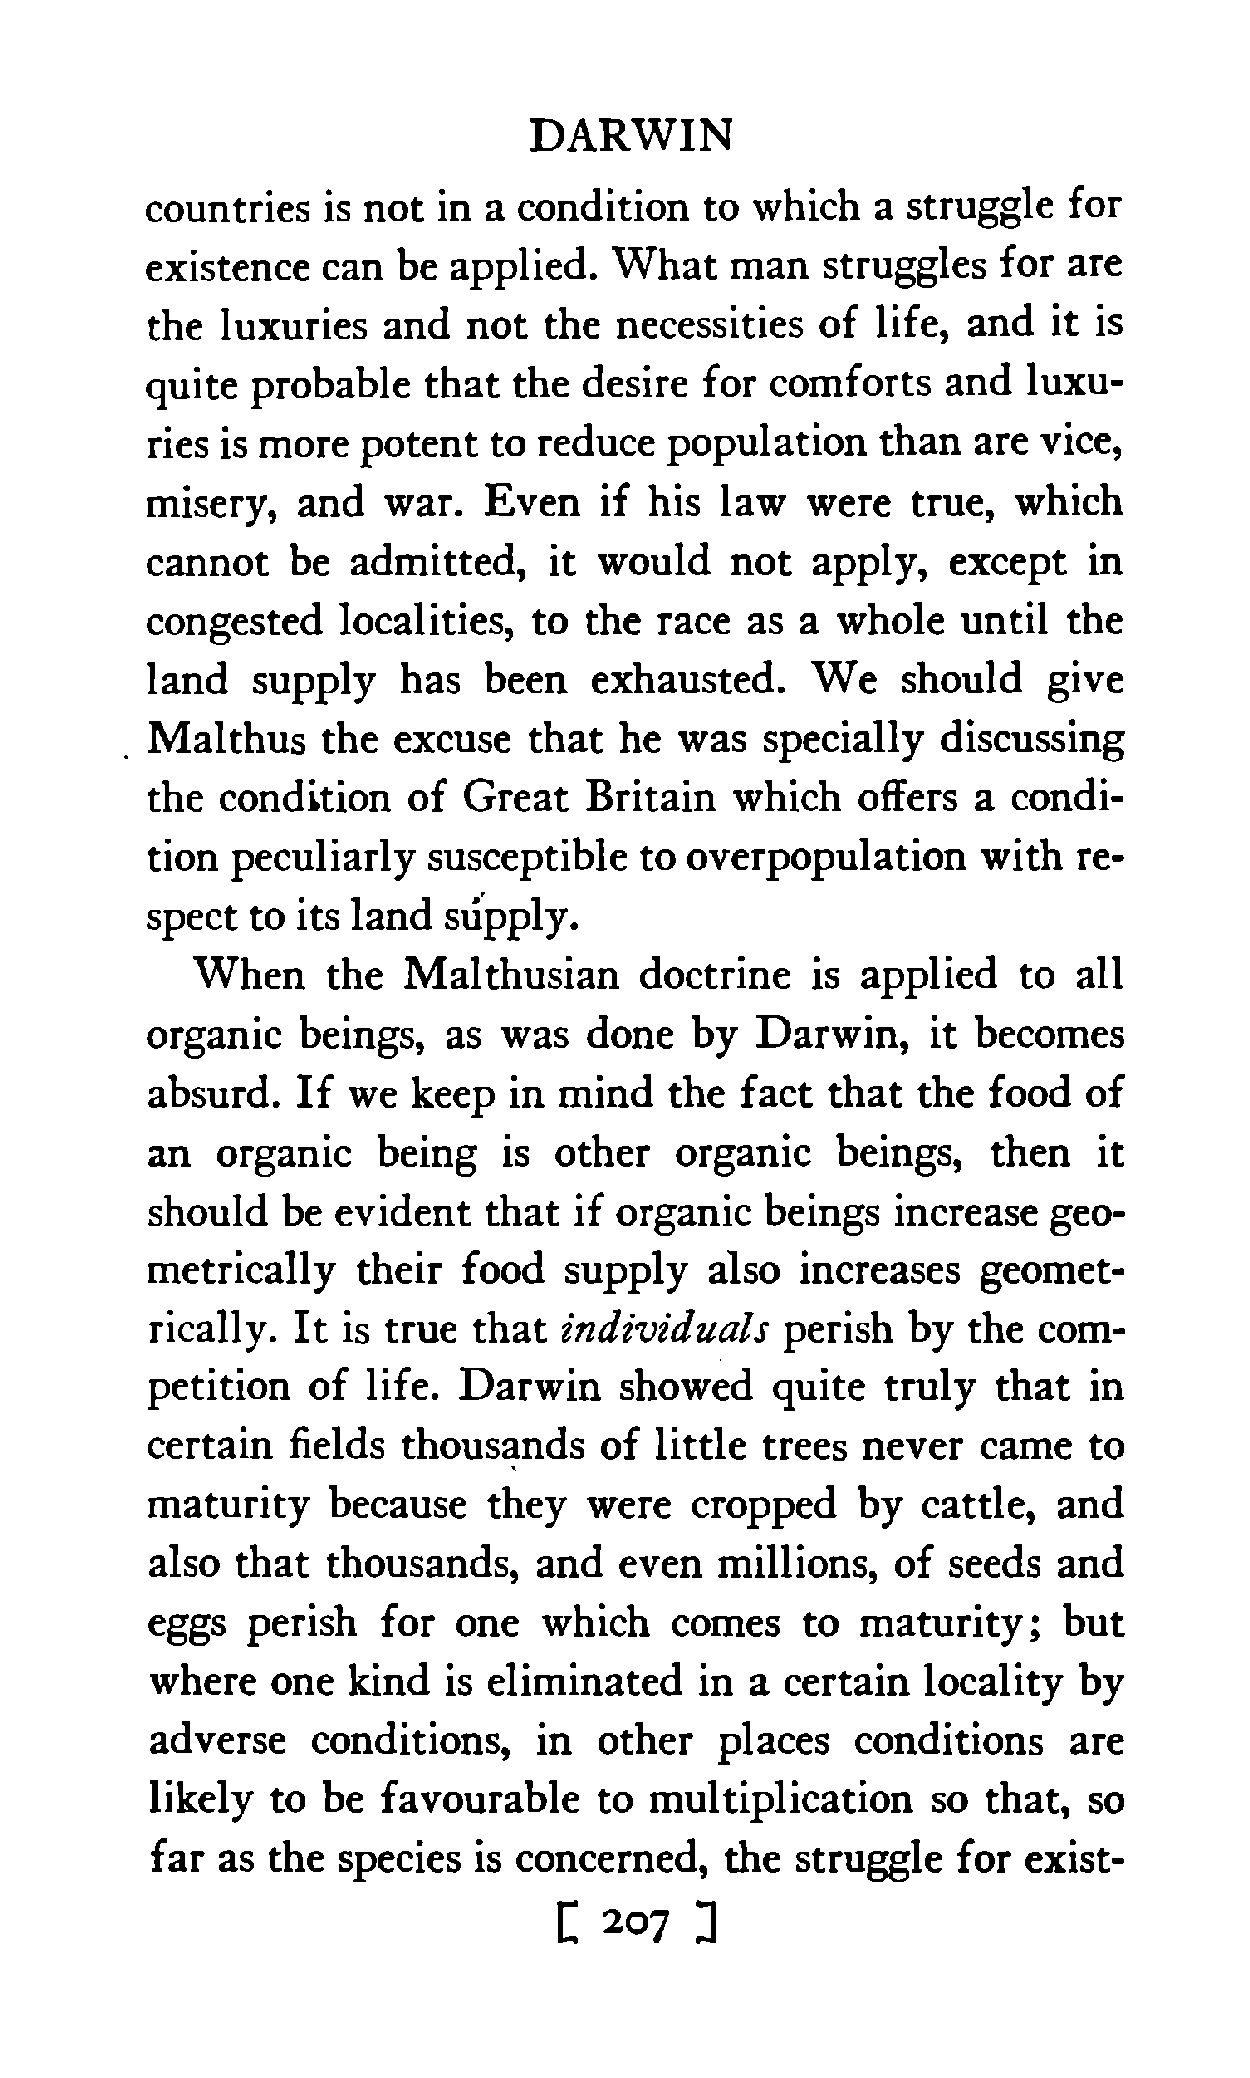 DARWIN
countries is not in a condition to which a struggle for
existence can be applied. What man struggles for are
the luxuries and not the necessities of life, and it is
quite probable that the desire for comforts and luxu-
ries is more potent to reduce population than are vice,
misery, and war. Even if his law were true, which
cannot be admitted, it would not apply, except in
congested localities, to the race as a whole until the
land supply has been exhausted. We should give
Malthus the excuse that he was specially discussing
the condition of Great Britain which offers a condi-
tion peculiarly susceptible to overpopulation with re-
spect to its land supply.
When the Malthusian doctrine is applied to all
organic beings, as was done by Darwin, it becomes
absurd. If we keep in mind the fact that the food of
an organic being is other organic beings, then it
should be evident that if organic beings increase geo-
metrically their food supply also increases geomet-
rically. It is true that individuals perish by the com-
petition of life. Darwin showed quite truly that in
certain fields thousands of little trees never came to
maturity because they were cropped by cattle, and
also that thousands, and even millions, of seeds and
eggs perish for one which comes to maturity; but
where one kind is eliminated in a certain locality by
adverse conditions, in other places conditions are
likely to be favourable to multiplication so that, so
far as the species is concerned, the struggle for exist-
[ 207 ]